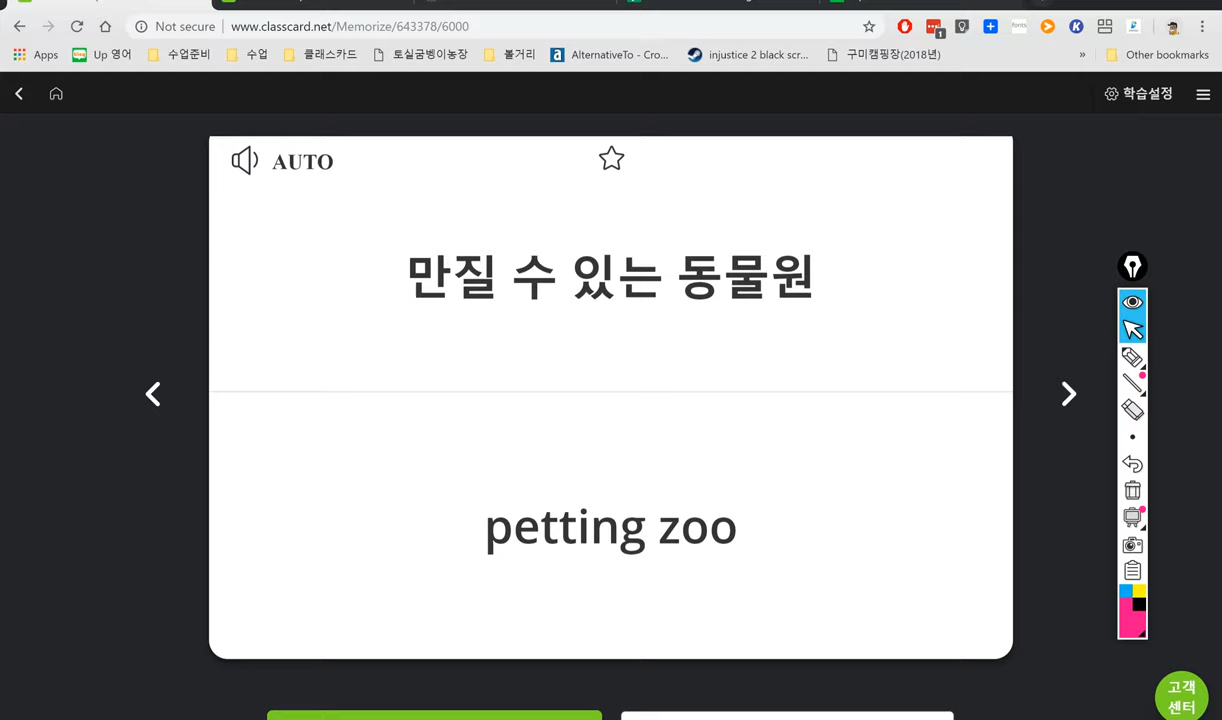 Not secure
www.classcard.net/Memorize/643378/6000
Apps
Up 영어
수업준비
수업
클래스카드
토실굼벵이농장
볼거리
AlternativeTo - Cro...
injustice 2 black scr...
구미캠핑장(2018년)
»
Other bookmarks
학습설정
AUTO
만질 수 있는 동물원
petting zoo
고객
센터